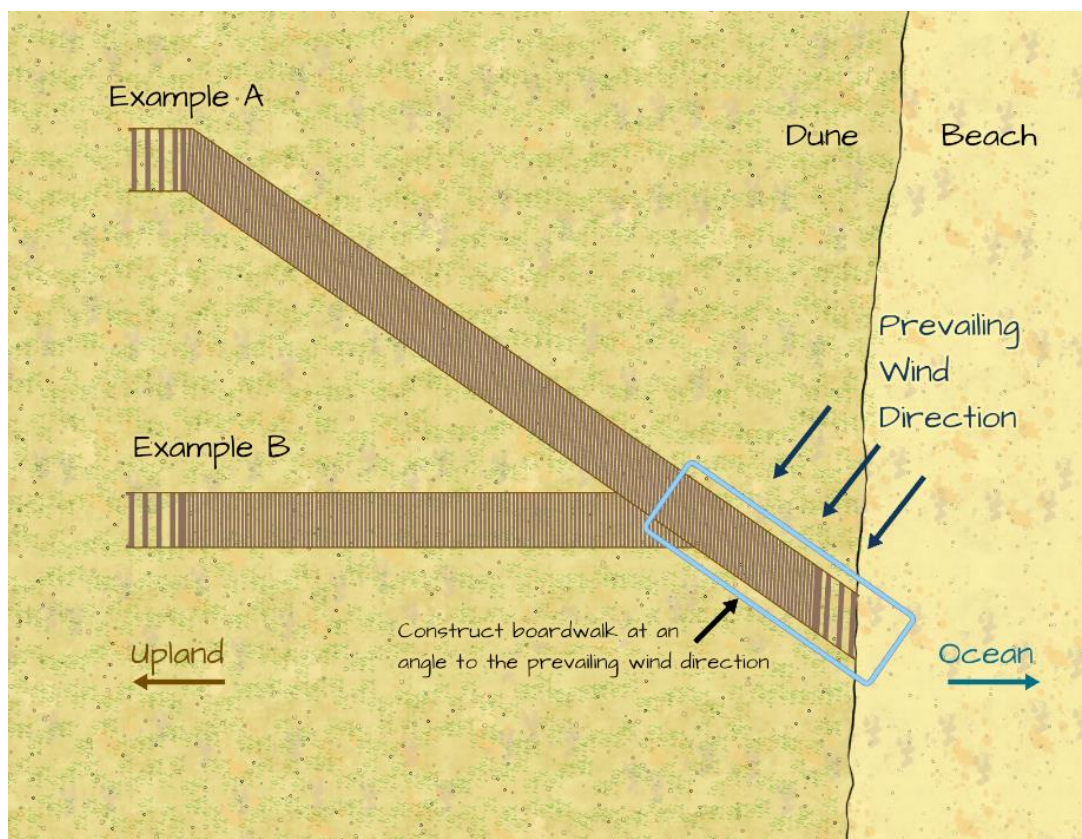 Example A
Dune
Beach
Prevailing
Wind
Direction
Example B
Construct boardwalk at an
angle to the prevailing wind direction
Upland
Ocean